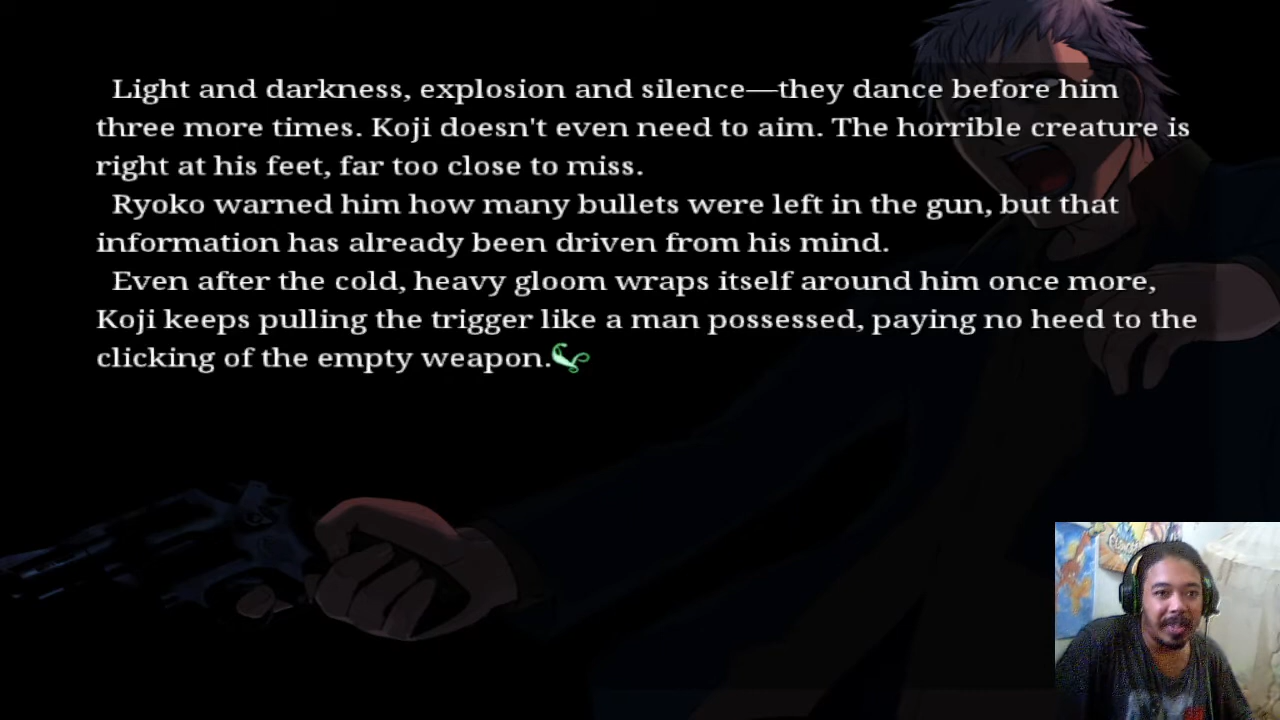 Light and darkness, explosion and silence—they dance before him
three more times. Koji doesn't even need to aim. The horrible creature is
right at his feet, far too close to miss.
Ryoko warned him how many bullets were left in the gun, but that
information has already been driven from his mind.
Even after the cold, heavy gloom wraps itself around him once more,
Koji keeps pulling the trigger like a man possessed, paying no heed to the
clicking of the empty weapon.